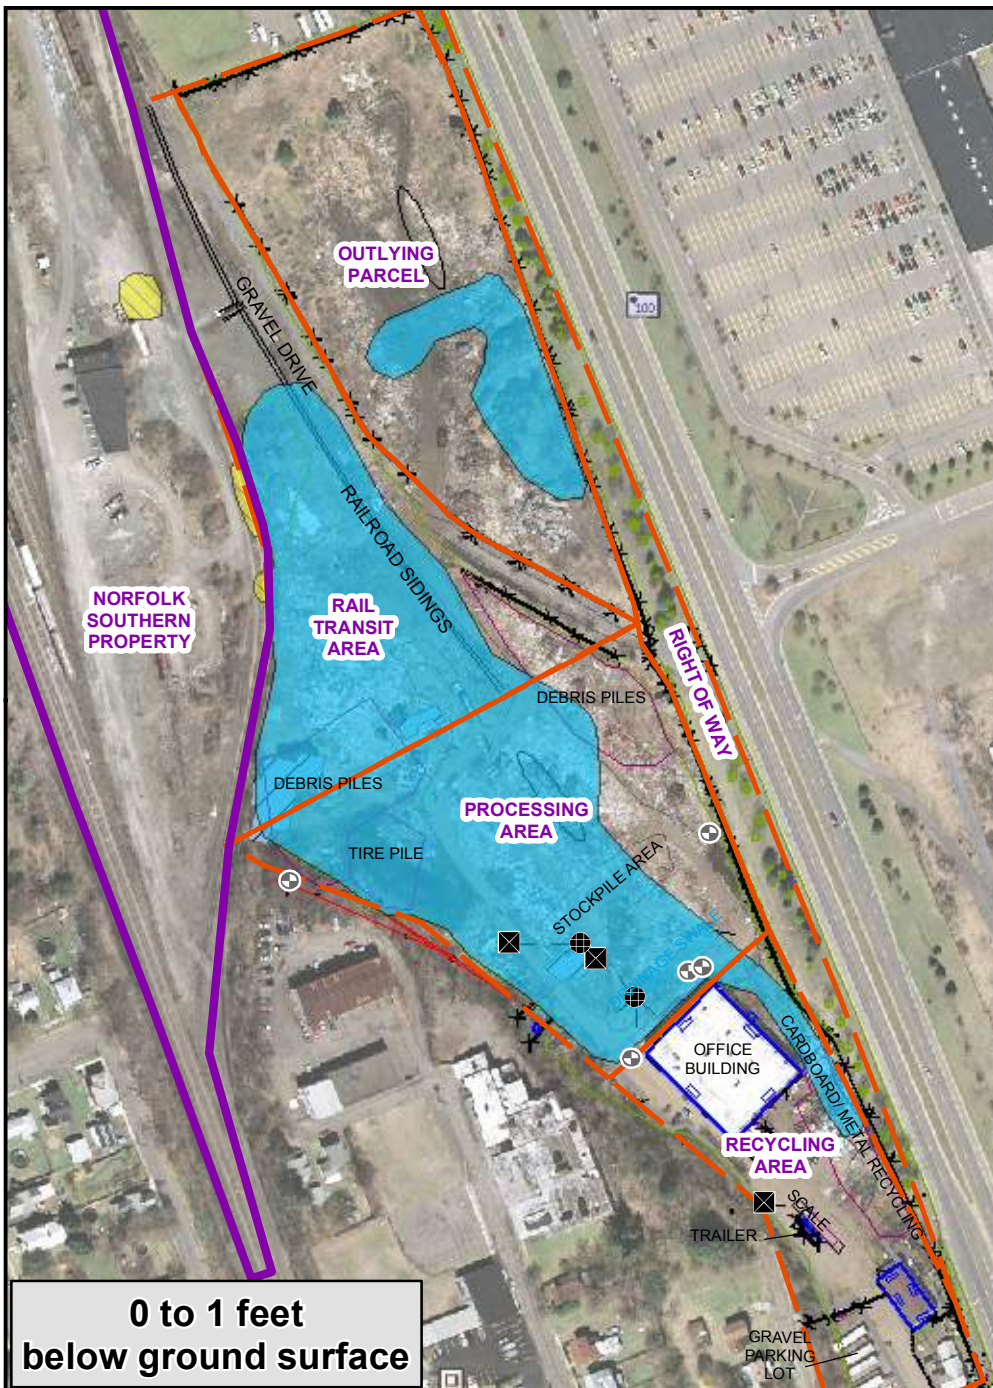 OUTLYING
PARCEL
100
GRAVEL DRIVE
RAILROAD SIDINGS
NORFOLK
SOUTHERN
PROPERTY
RAIL
TRANSIT
AREA
RIGHT OF WAY
DEBRIS PILES
DEBRIS PILES
PROCESSING
AREA
TIRE PILE
STOCKPILE AREA
DRAINAGE SWALE
OFFICE
BUILDING
CARDBOARD/ METAL RECYCLING
RECYCLING
AREA
SCALE
TRAILER
GRAVEL
PARKING
LOT
0 to 1 feet
below ground surface